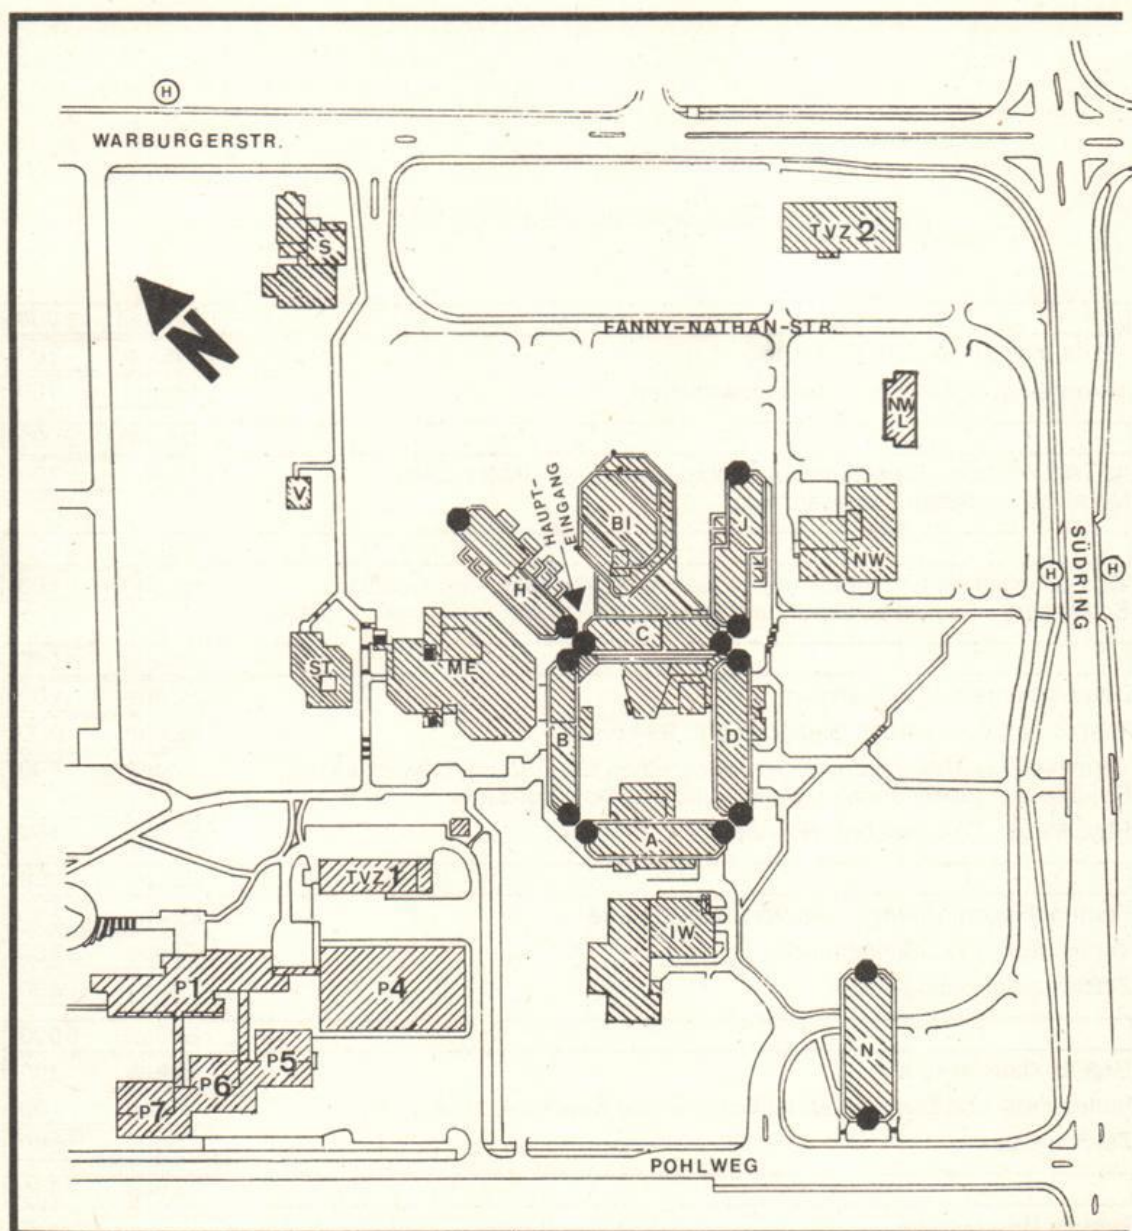 H
WARBURGERSTR.
S
TVZ 2
N
FANNY-NATHAN-STR.
NW
L
V
HAUPT-
EINGANG
BI
J
NW
SÜDRING
H
H
H
C
ST
ME
B
D
A
TVZ 1
IW
P1
P4
N
P5
P6
P7
POHLWEG